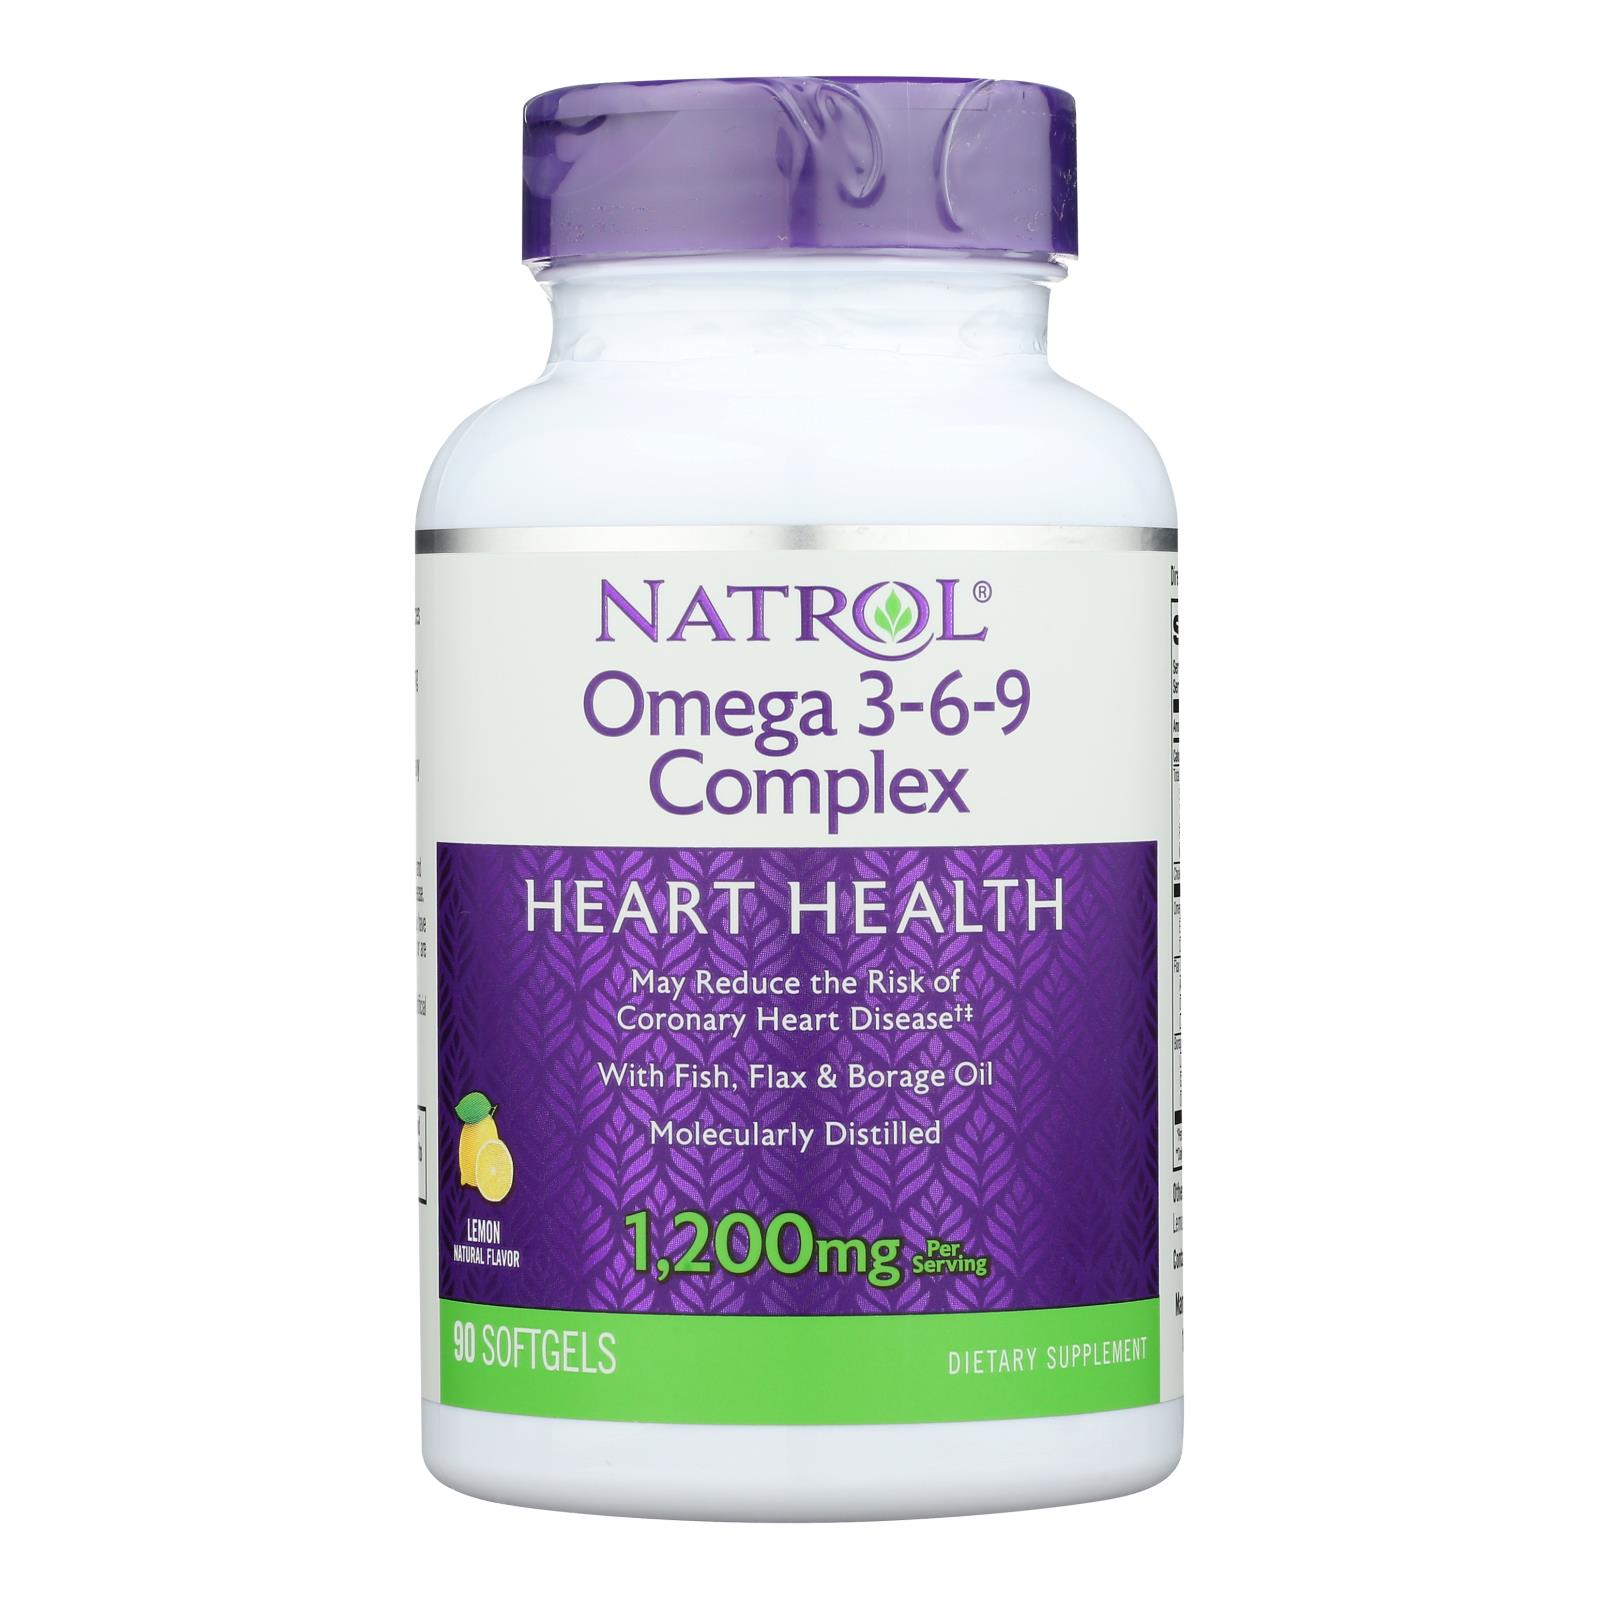 NATROL®
Omega 3-6-9
Complex
HEART HEALTH
May Reduce the Risk of
Coronary Heart Disease†‡
With Fish, Flax & Borage Oil
Molecularly Distilled
1,200mg Per Serving
LEMON
NATURAL FLAVOR
90 SOFTGELS
DIETARY SUPPLEMENT